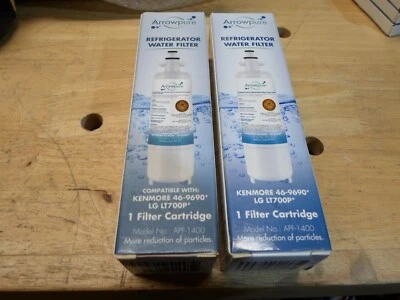 Arrowpure
REFRIGERATOR
WATER FILTER
Arrowpure
COMPATIBLE WITH:
KENMORE 46-9690*
LG LT700P*
1 Filter Cartridge
Model No.: APF-1400
More reduction of particles.
Arrowpure
REFRIGERATOR
WATER FILTER
Arrowpure
KENMORE 46-9690*
LG LT700P*
1 Filter Cartridge
Model No.: APF-1400
More reduction of particles.